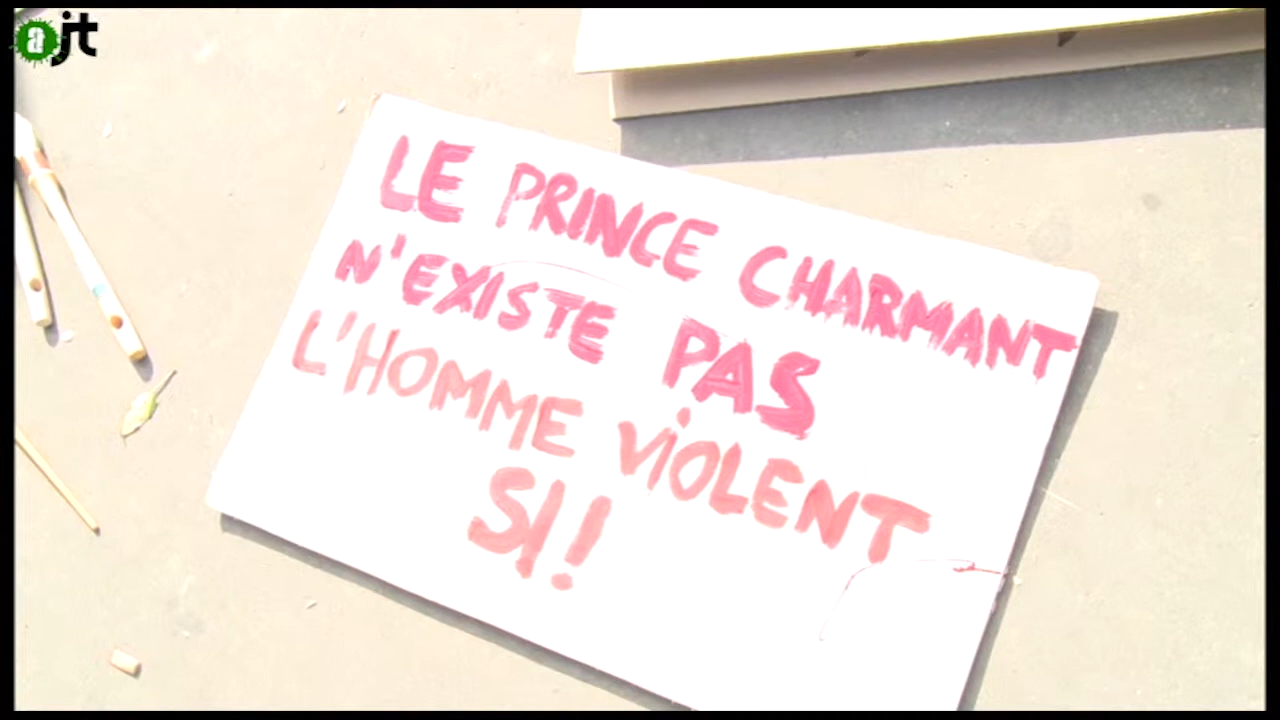 ajt
LE PRINCE CHARMANT
N'EXISTE PAS
L'HOMME VIOLENT
SI!